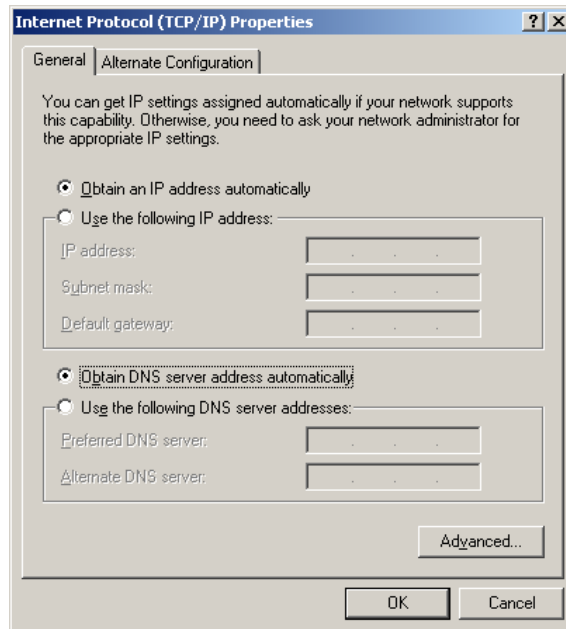 Internet Protocol (TCP/IP) Properties
General
Alternate Configuration
You can get IP settings assigned automatically if your network supports
this capability. Otherwise, you need to ask your network administrator for
the appropriate IP settings.
Obtain an IP address automatically
Use the following IP address:
IP address:
Subnet mask:
Default gateway:
Obtain DNS server address automatically
Use the following DNS server addresses:
Preferred DNS server:
Alternate DNS server:
Advanced...
OK
Cancel